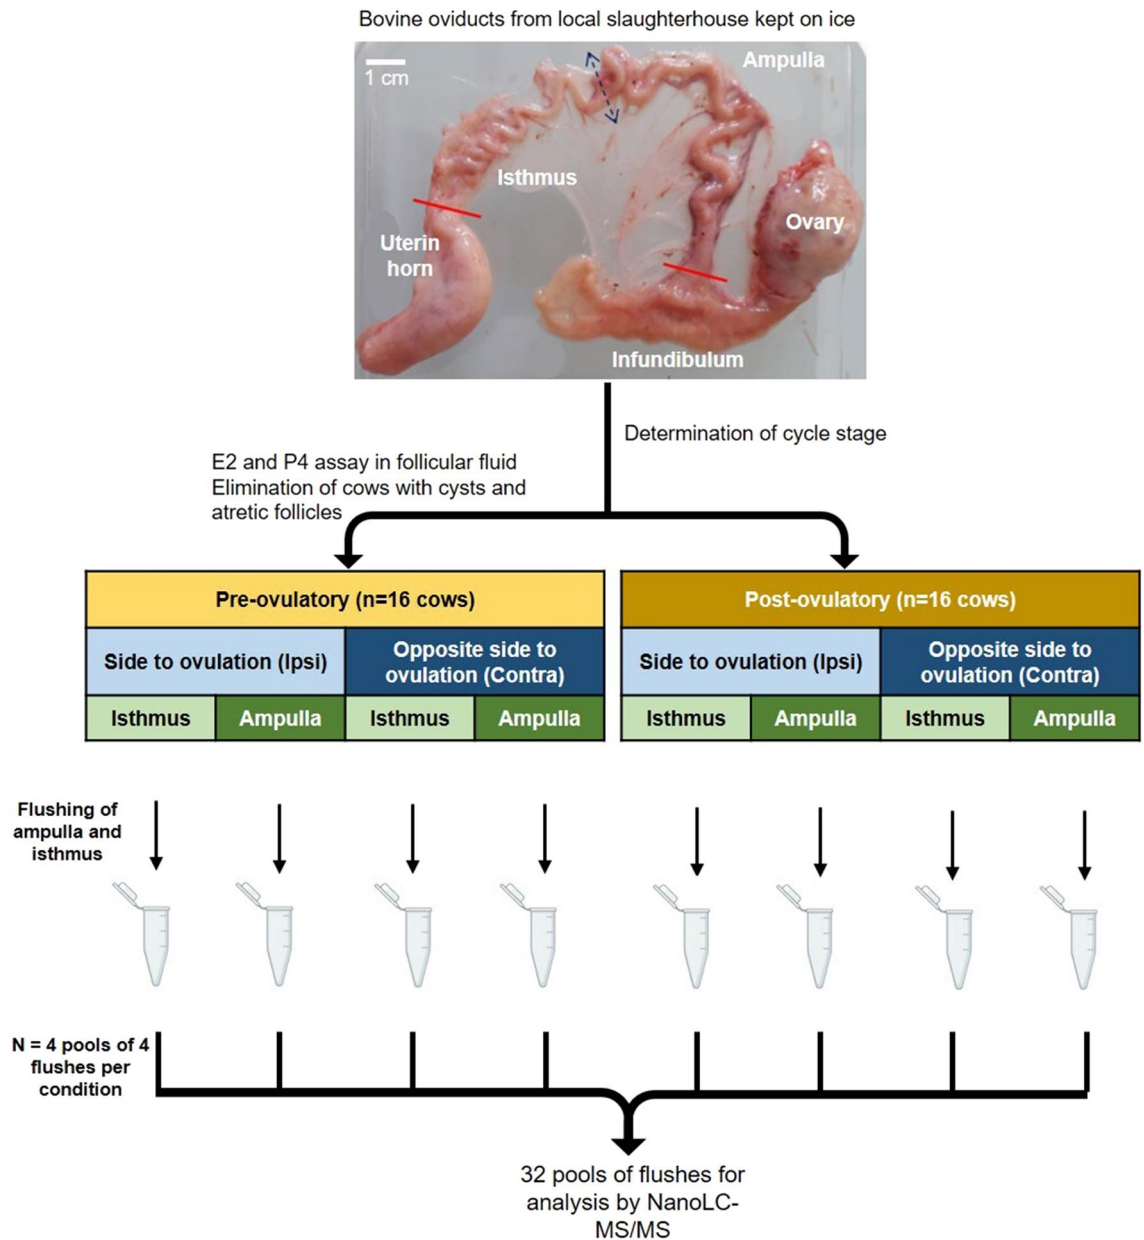 Bovine oviducts from local slaughterhouse kept on ice
1 cm
Ampulla
Isthmus
Ovary
Uterin
horn
Infundibulum
Determination of cycle stage
E2 and P4 assay in follicular fluid
Elimination of cows with cysts and
atretic follicles
Pre-ovulatory (n=16 cows)
Side to ovulation (Ipsi)
Opposite side to
ovulation (Contra)
Isthmus
Ampulla
Isthmus
Ampulla
Post-ovulatory (n=16 cows)
Side to ovulation (Ipsi)
Opposite side to
ovulation (Contra)
Isthmus
Ampulla
Isthmus
Ampulla
Flushing of
ampulla and
isthmus
N = 4 pools of 4
flushes per
condition
32 pools of flushes for
analysis by NanoLC-
MS/MS